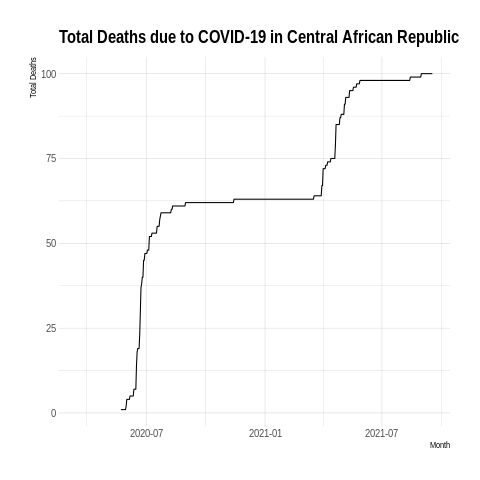 Total Deaths due to COVID-19 in Central African Republic
Total Deaths
100
75
50
25
0
2020-07 2021-01 2021-07
Month